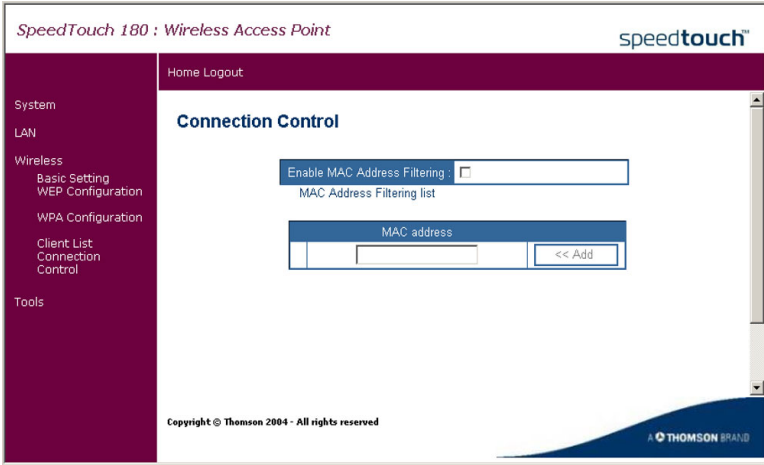 SpeedTouch 180 : Wireless Access Point
speedtouch™
Home Logout
System
LAN
Wireless
Basic Setting
WEP Configuration
WPA Configuration
Client List
Connection
Control
Tools
Connection Control
Enable MAC Address Filtering :
MAC Address Filtering list
MAC address
<< Add
Copyright © Thomson 2004 - All rights reserved
A THOMSON BRAND